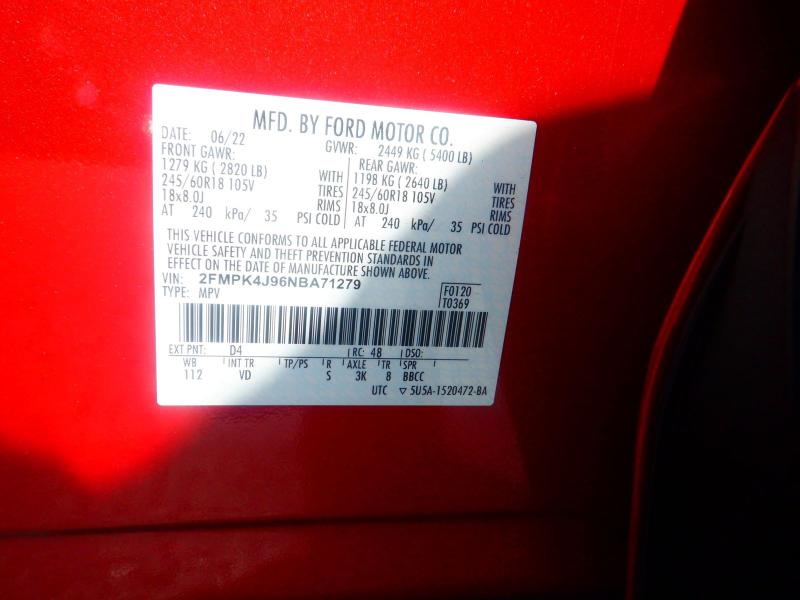 MFD. BY FORD MOTOR CO.
DATE: 06/22 GVWR: 2449 KG ( 5400 LB)
FRONT GAWR: REAR GAWR:
1279 KG ( 2820 LB) WITH 1198 KG ( 2640 LB) WITH
245/60R18 105V TIRES 245/60R18 105V TIRES
18x8.0J RIMS 18x8.0J RIMS
AT 240 kPa/ 35 PSI COLD AT 240 kPa/ 35 PSI COLD
THIS VEHICLE CONFORMS TO ALL APPLICABLE FEDERAL MOTOR
VEHICLE SAFETY AND THEFT PREVENTION STANDARDS IN
EFFECT ON THE DATE OF MANUFACTURE SHOWN ABOVE.
VIN: 2FMPK4J96NBA71279
TYPE: MPV
F0120
T0369
EXT PNT: D4 RC: 48 DSO:
WB INT TR TP/PS R AXLE TR SPR
112 VD S 3K 8 BBCC
UTC ▽ 5U5A-1520472-BA